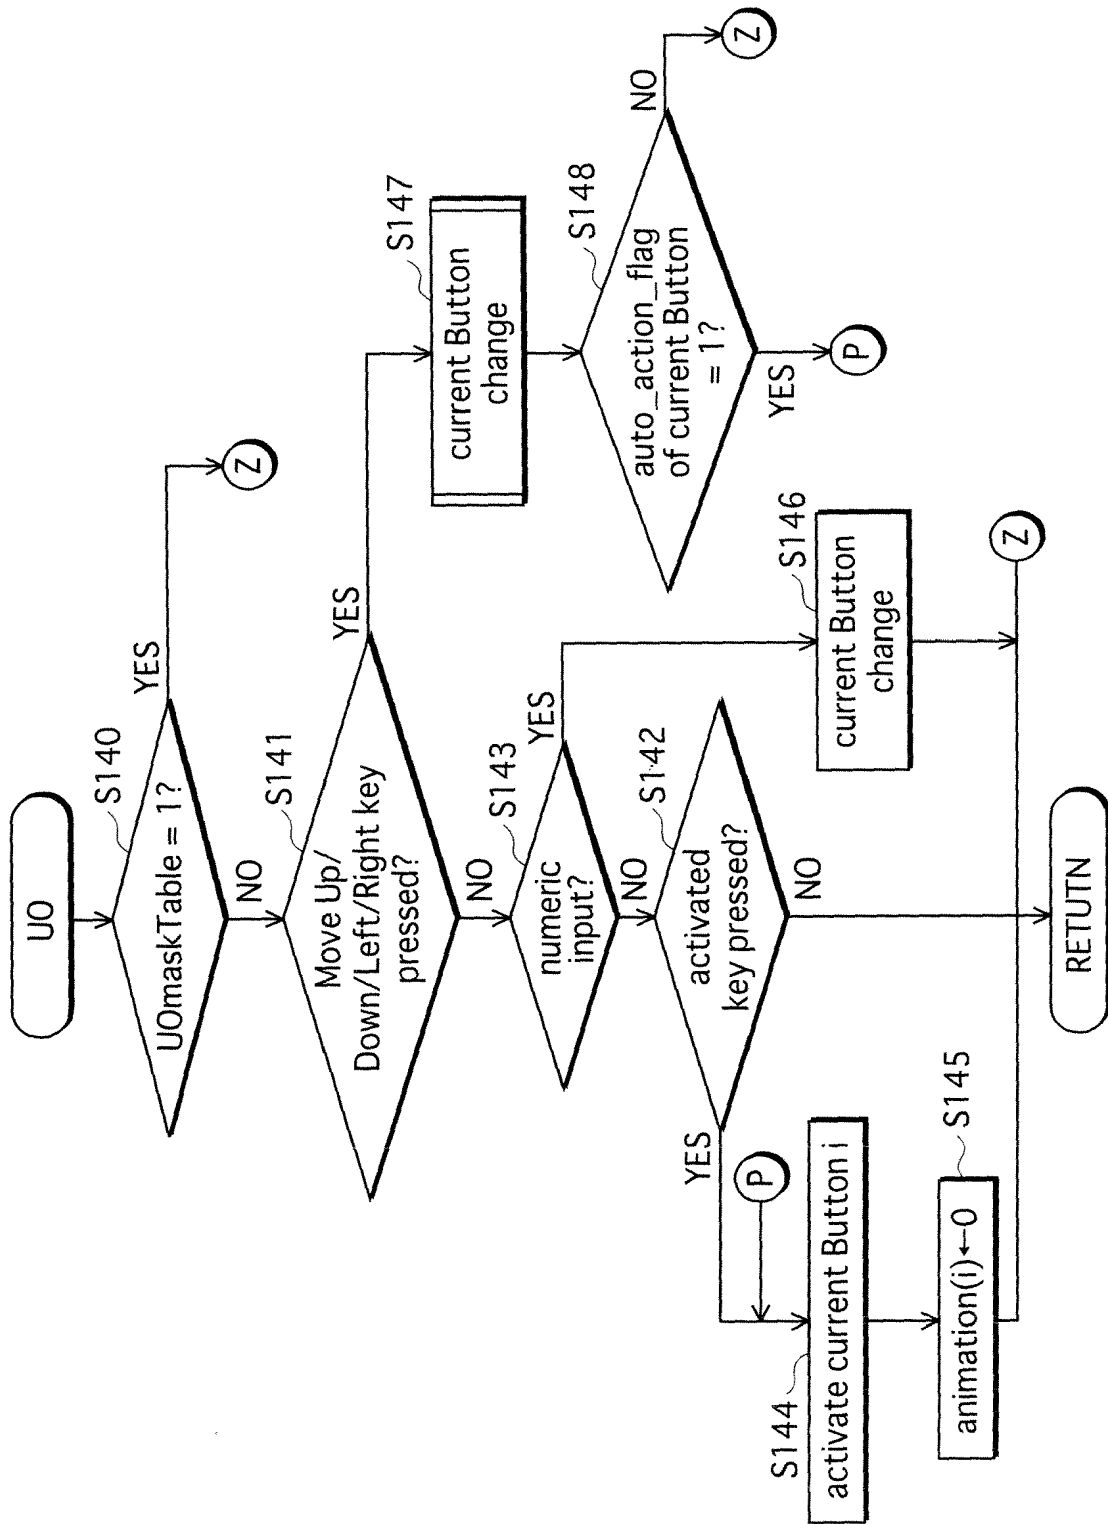 UO
S140
UOmaskTable = 1?
YES
Z
NO
S141
Move Up/
Down/Left/Right key
pressed?
YES
S147
current Button
change
S148
auto_action_flag
of current Button
= 1?
NO
Z
YES
P
NO
S143
numeric
input?
YES
S146
current Button
change
Z
NO
S142
activated
key pressed?
NO
YES
P
S144
activate current Button i
S145
animation(i)←0
RETUTN